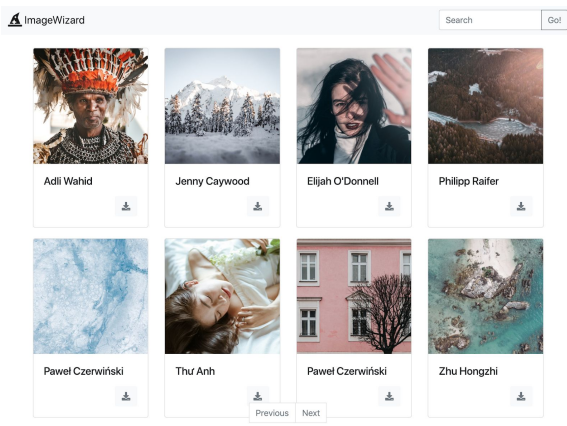 ImageWizard
Search
Go!
Adli Wahid
Jenny Caywood
Elijah O'Donnell
Philipp Raifer
Paweł Czerwiński
Thư Anh
Paweł Czerwiński
Zhu Hongzhi
Previous
Next